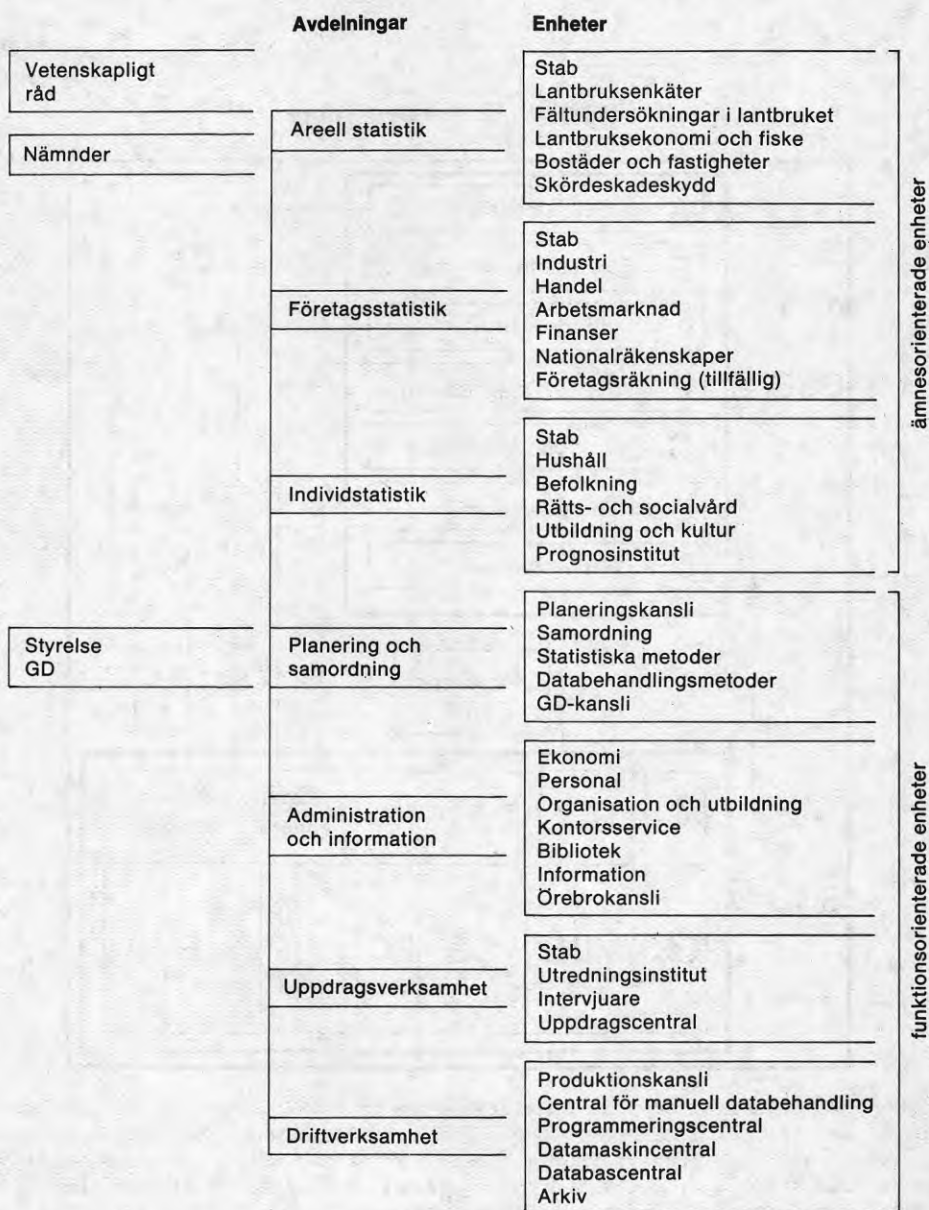 Avdelningar
Enheter
Vetenskapligt
råd
Nämnder
Styrelse
GD
Areell statistik
Stab
Lantbruksenkäter
Fältundersökningar i lantbruket
Lantbruksekonomi och fiske
Bostäder och fastigheter
Skördeskadeskydd
Företagsstatistik
Stab
Industri
Handel
Arbetsmarknad
Finanser
Nationalräkenskaper
Företagsräkning (tillfällig)
Individstatistik
Stab
Hushåll
Befolkning
Rätts- och socialvård
Utbildning och kultur
Prognosinstitut
ämnesorienterade enheter
Planering och
samordning
Planeringskansli
Samordning
Statistiska metoder
Databehandlingsmetoder
GD-kansli
Administration
och information
Ekonomi
Personal
Organisation och utbildning
Kontorsservice
Bibliotek
Information
Örebrokansli
Uppdragsverksamhet
Stab
Utredningsinstitut
Intervjuare
Uppdragscentral
Driftverksamhet
Produktionskansli
Central för manuell databehandling
Programmeringscentral
Datamaskincentral
Databascentral
Arkiv
funktionsorienterade enheter